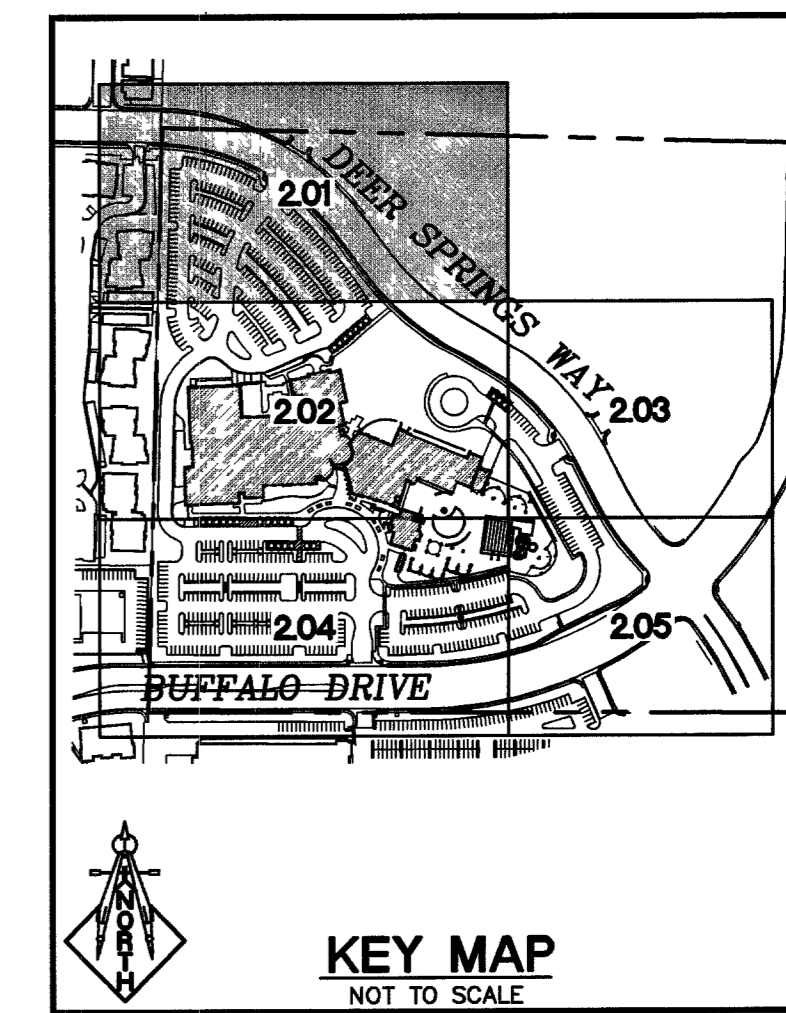 2.01
DEER SPRINGS WAY
2.02
2.03
2.04
2.05
BUFFALO DRIVE
NORTH
KEY MAP
NOT TO SCALE